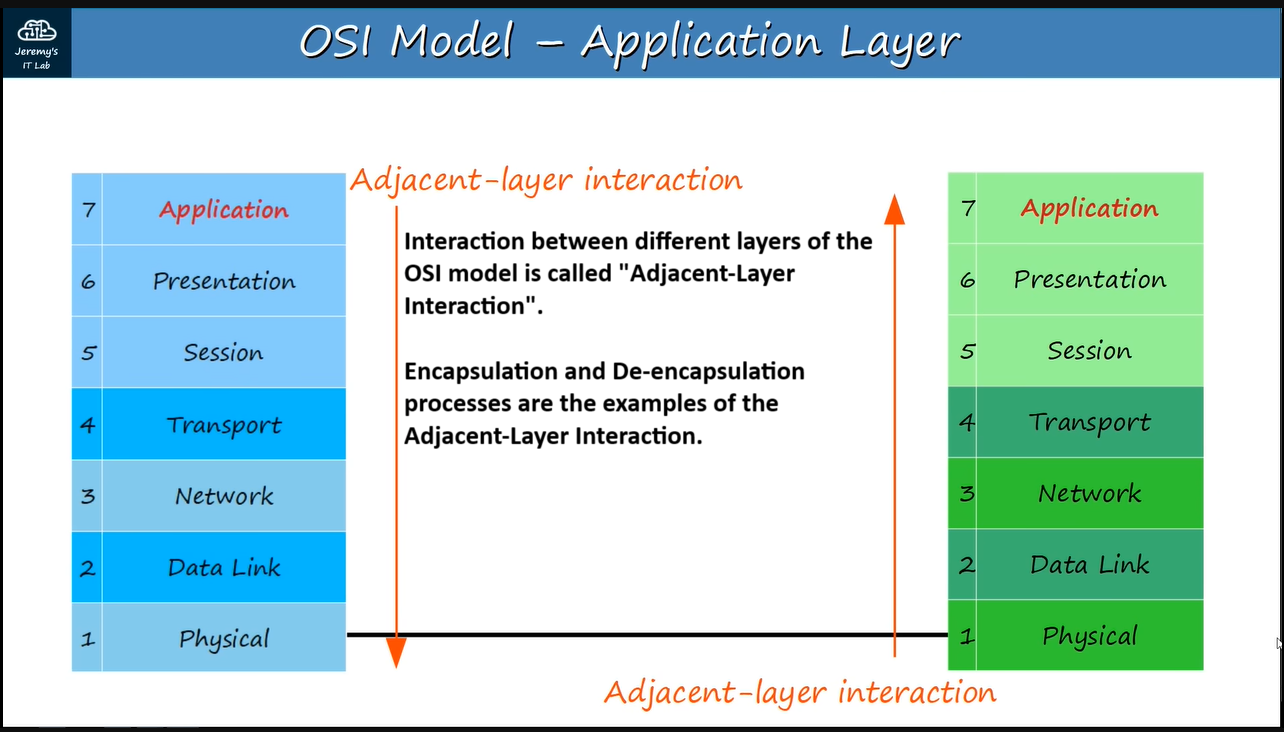 Jeremy's
IT Lab
OSI Model – Application Layer
Adjacent-layer interaction
7 Application
6 Presentation
5 Session
4 Transport
3 Network
2 Data Link
1 Physical
Interaction between different layers of the
OSI model is called "Adjacent-Layer
Interaction".
Encapsulation and De-encapsulation
processes are the examples of the
Adjacent-Layer Interaction.
7 Application
6 Presentation
5 Session
4 Transport
3 Network
2 Data Link
1 Physical
Adjacent-layer interaction